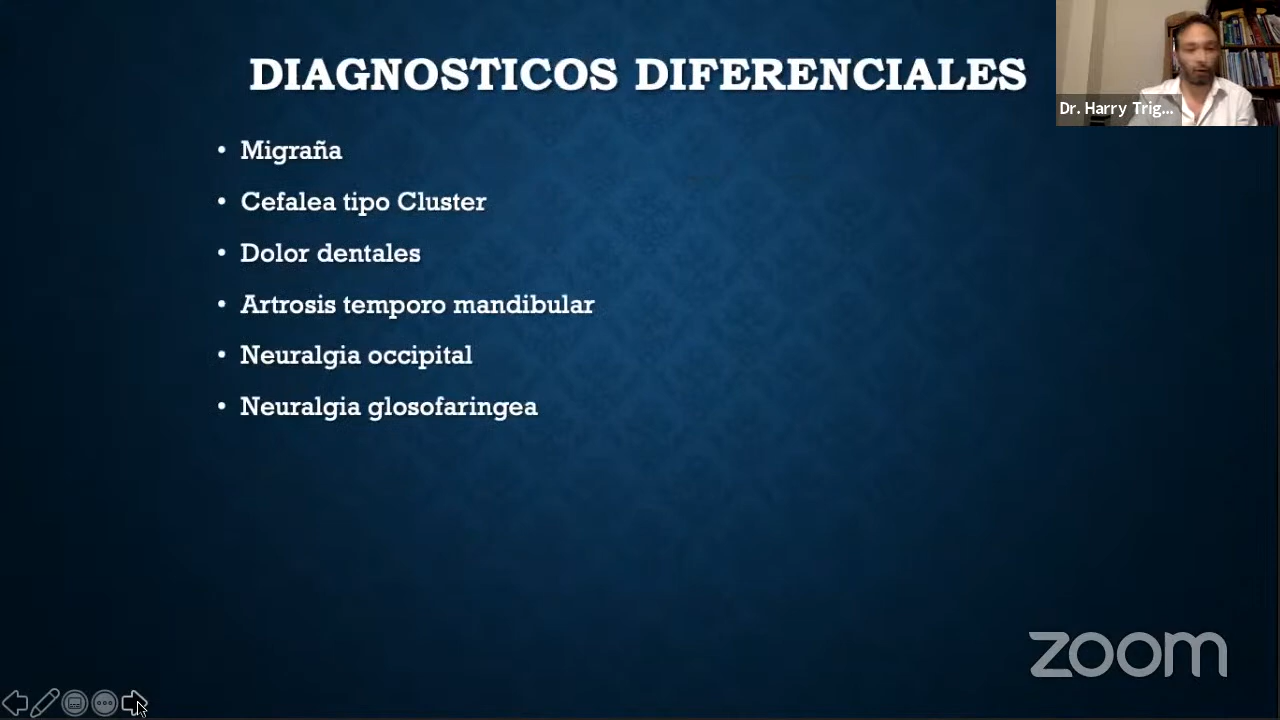 DIAGNOSTICOS DIFERENCIALES
Dr. Harry Trig...
• Migraña
• Cefalea tipo Cluster
• Dolor dentales
• Artrosis temporo mandibular
• Neuralgia occipital
• Neuralgia glosofaringea
zoom